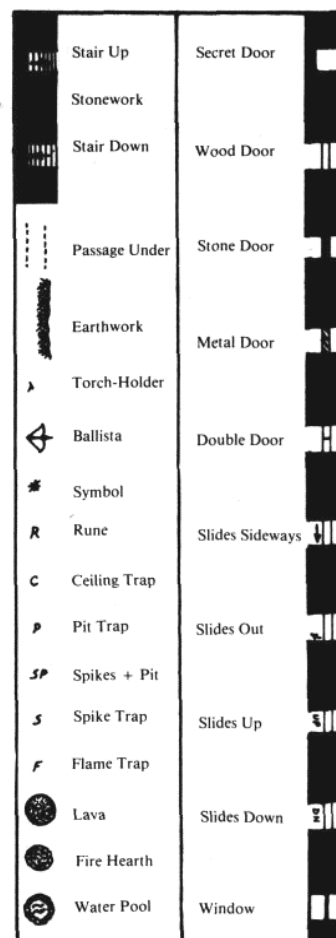 Stair Up
Stonework
Stair Down
Passage Under
Earthwork
Torch-Holder
Ballista
# Symbol
R Rune
C Ceiling Trap
P Pit Trap
SP Spikes + Pit
S Spike Trap
F Flame Trap
Lava
Fire Hearth
Water Pool
Secret Door
Wood Door
Stone Door
Metal Door
Double Door
Slides Sideways
Slides Out
Slides Up
Slides Down
DN
Window